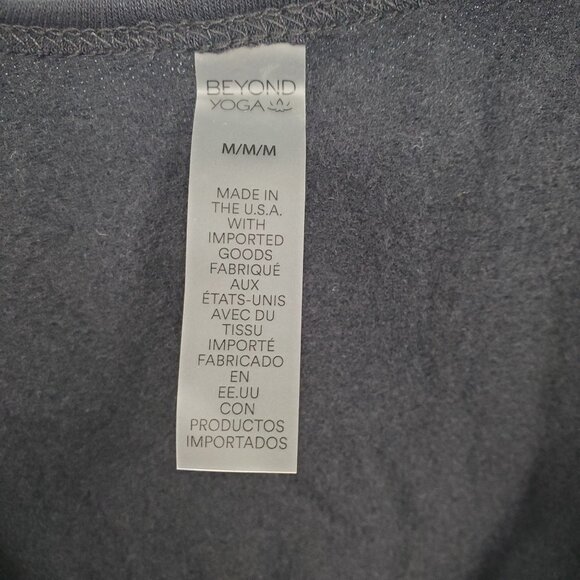 BEYOND
YOGA
M/M/M
MADE IN
THE U.S.A.
WITH
IMPORTED
GOODS
FABRIQUÉ
AUX
ÉTATS-UNIS
AVEC DU
TISSU
IMPORTÉ
FABRICADO
EN
EE.UU
CON
PRODUCTOS
IMPORTADOS